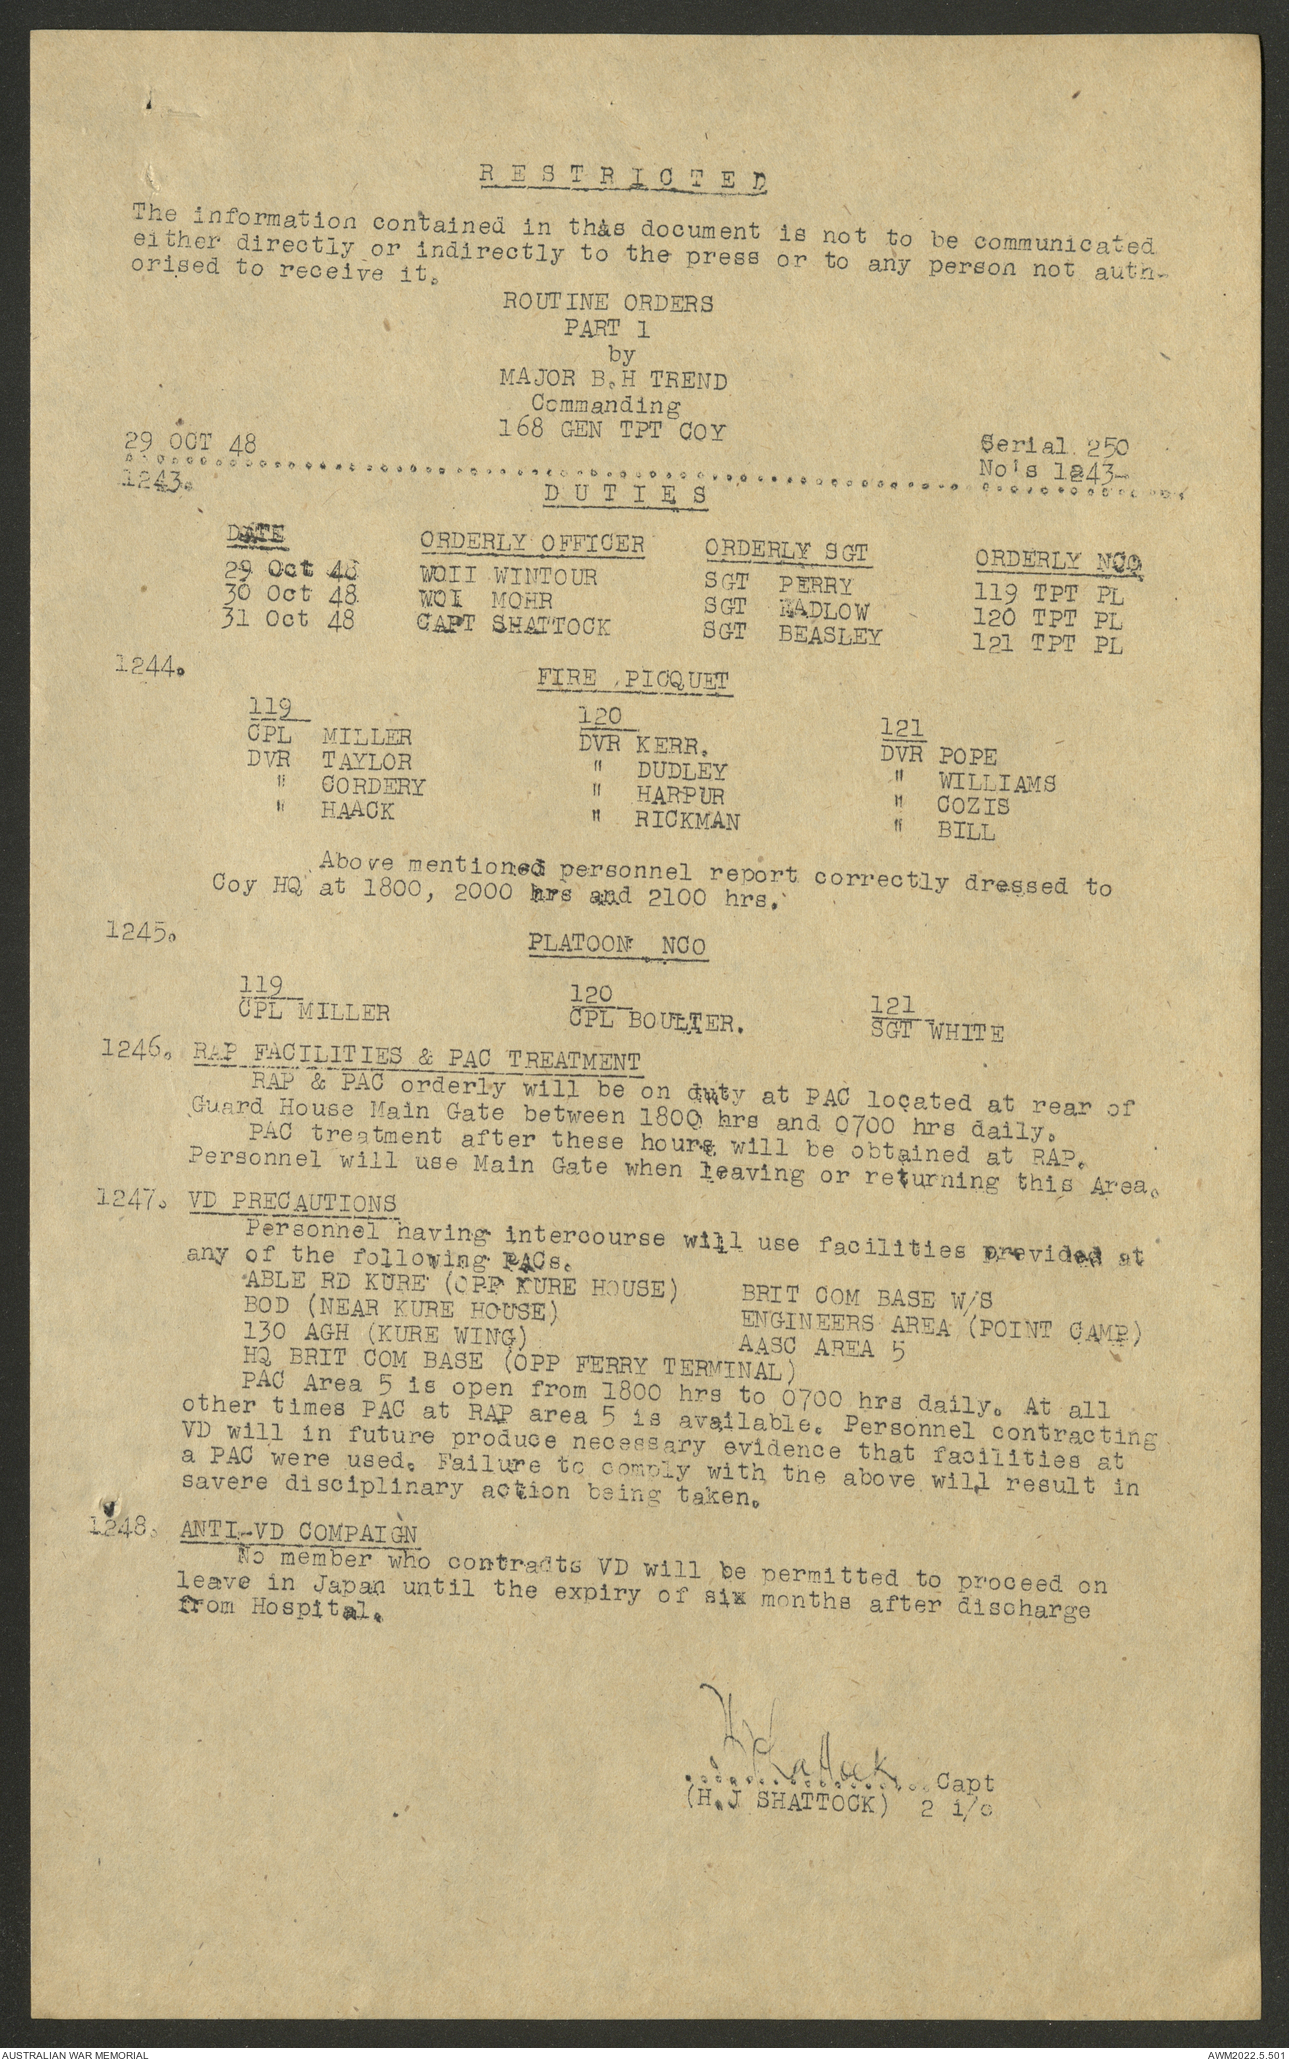 R E S T R I C T E D
The information contained in this document is not to be communicated
either directly or indirectly to the press or to any person not auth-
orised to receive it.
ROUTINE ORDERS
PART 1
by
MAJOR B.H TREND
Commanding
168 GEN TPT COY
29 OCT 48 Serial 250
No's 1243-
1243. D U T I E S
DATE ORDERLY OFFICER ORDERLY SGT ORDERLY NCO
29 Oct 48 WOII WINTOUR SGT PERRY 119 TPT PL
30 Oct 48 WOI MOHR SGT HADLOW 120 TPT PL
31 Oct 48 CAPT SHATTOCK SGT BEASLEY 121 TPT PL
1244. FIRE PICQUET
119 120 121
CPL MILLER DVR KERR. DVR POPE
DVR TAYLOR " DUDLEY " WILLIAMS
" CORDERY " HARPUR " COZIS
" HAACK " RICKMAN " BILL
Above mentioned personnel report correctly dressed to
Coy HQ at 1800, 2000 hrs and 2100 hrs.
1245. PLATOON NCO
119 120 121
CPL MILLER CPL BOULTER. SGT WHITE
1246. RAP FACILITIES & PAC TREATMENT
RAP & PAC orderly will be on duty at PAC located at rear of
Guard House Main Gate between 1800 hrs and 0700 hrs daily.
PAC treatment after these hours will be obtained at RAP.
Personnel will use Main Gate when leaving or returning this Area.
1247. VD PRECAUTIONS
Personnel having intercourse will use facilities provided at
any of the following PACs.
ABLE RD KURE (OPP KURE HOUSE) BRIT COM BASE W/S
BOD (NEAR KURE HOUSE) ENGINEERS AREA (POINT CAMP)
130 AGH (KURE WING) AASC AREA 5
HQ BRIT COM BASE (OPP FERRY TERMINAL)
PAC Area 5 is open from 1800 hrs to 0700 hrs daily. At all
other times PAC at RAP area 5 is available. Personnel contracting
VD will in future produce necessary evidence that facilities at
a PAC were used. Failure to comply with the above will result in
savere disciplinary action being taken.
1248. ANTI-VD COMPAIGN
No member who contracts VD will be permitted to proceed on
leave in Japan until the expiry of six months after discharge
from Hospital.
HJShattock Capt
(H.J SHATTOCK) 2 i/c
AUSTRALIAN WAR MEMORIAL AWM2022.5.501